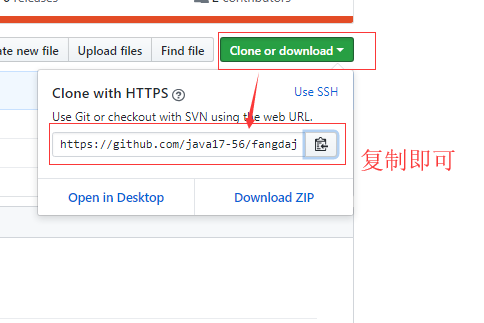 releases
contributors
new file
Upload files
Find file
Clone or download
Clone with HTTPS
Use SSH
Use Git or checkout with SVN using the web URL.
https://github.com/java17-56/fangdaj
复制即可
Open in Desktop
Download ZIP